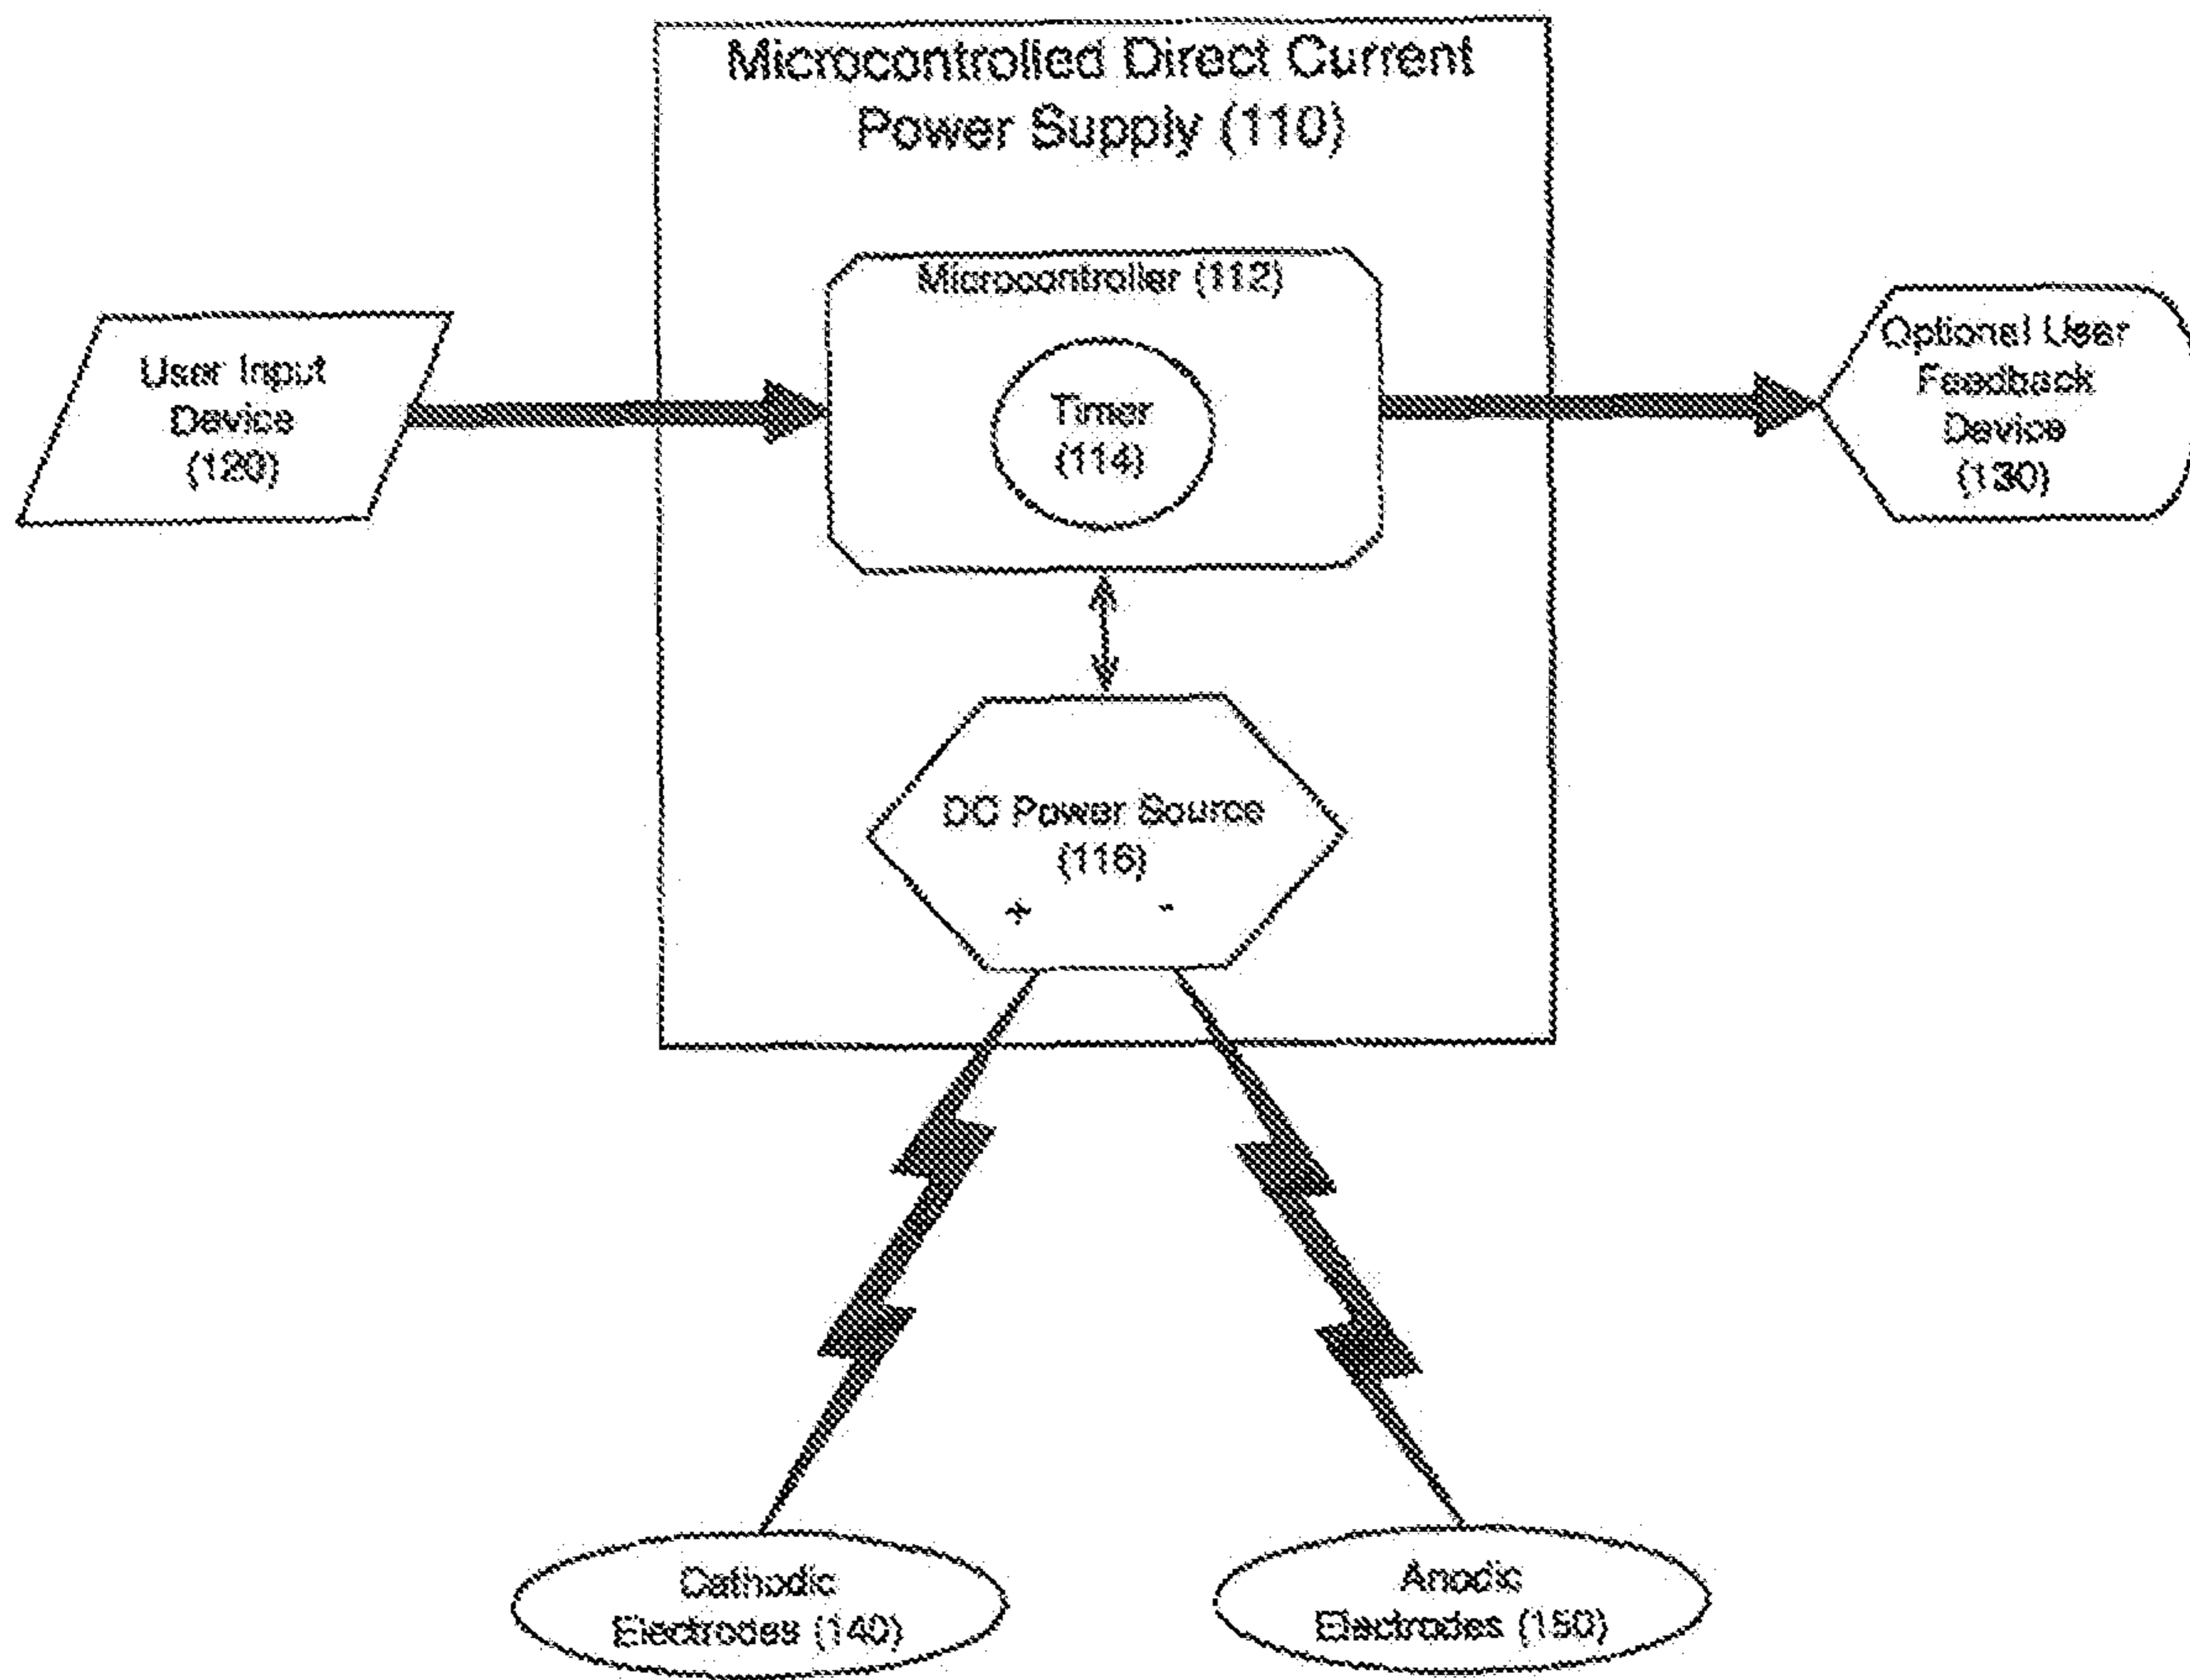 Microcontrolled Direct Current
Power Supply (110)
Microcontroller (112)
User Input
Device
(120)
Timer
(114)
Optional User
Feedback
Device
(130)
DC Power Source
(116)
+ -
Cathodic
Electrodes (140)
Anodic
Electrodes (150)